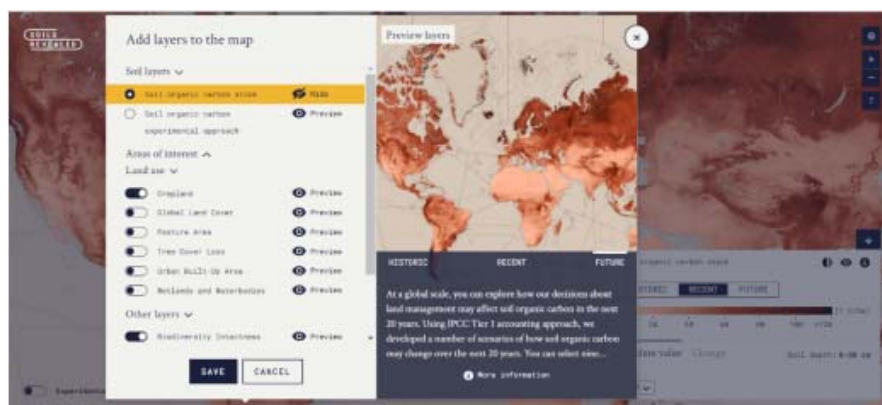 SOILS
REVEALED
Add layers to the map
Soil layers
Soil organic carbon stock
Hide
Soil organic carbon
experimental approach
Preview
Areas of interest
Land use
Cropland
Preview
Global Land Cover
Preview
Pasture Area
Preview
Tree Cover Loss
Preview
Urban Built-Up Area
Preview
Wetlands and Waterbodies
Preview
Other layers
Biodiversity Intactness
Preview
SAVE
CANCEL
Preview layers
HISTORIC
RECENT
FUTURE
At a global scale, you can explore how our decisions about
land management may affect soil organic carbon in the next
20 years. Using IPCC Tier 1 accounting approach, we
developed a number of scenarios of how soil organic carbon
may change over the next 20 years. You can select nine...
More information
organic carbon stock
RECENT
FUTURE
value Change
Soil depth: 0-30 cm